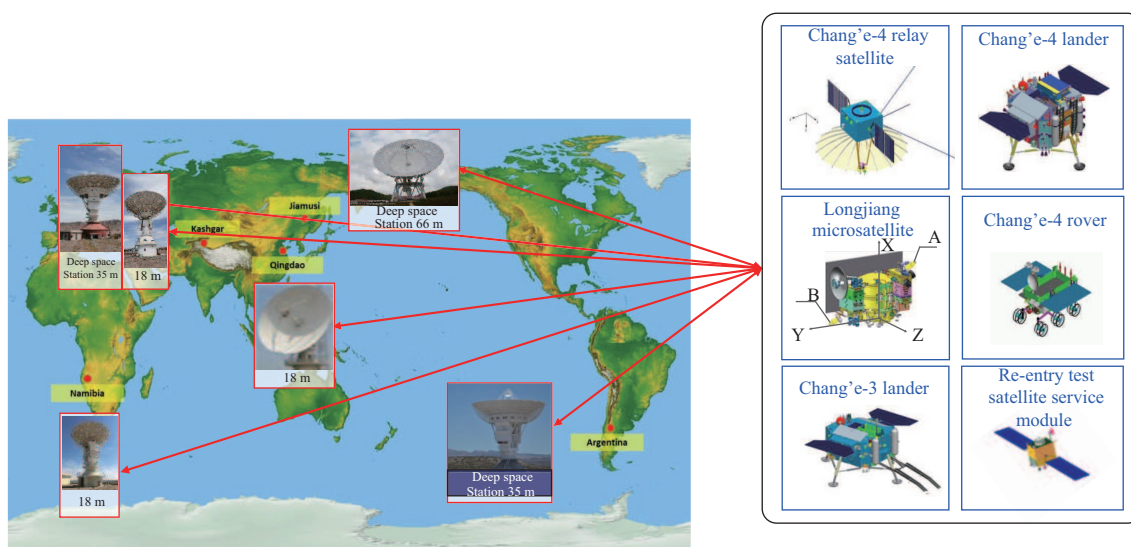 Deep space
Station 35 m
18 m
Kashgar
Jiamusi
Qingdao
Deep space
Station 66 m
18 m
Namibia
18 m
Deep space
Station 35 m
Argentina
Chang’e-4 relay
satellite
Chang’e-4 lander
Longjiang
microsatellite
X
A
B
Y
Z
Chang’e-4 rover
Chang’e-3 lander
Re-entry test
satellite service
module